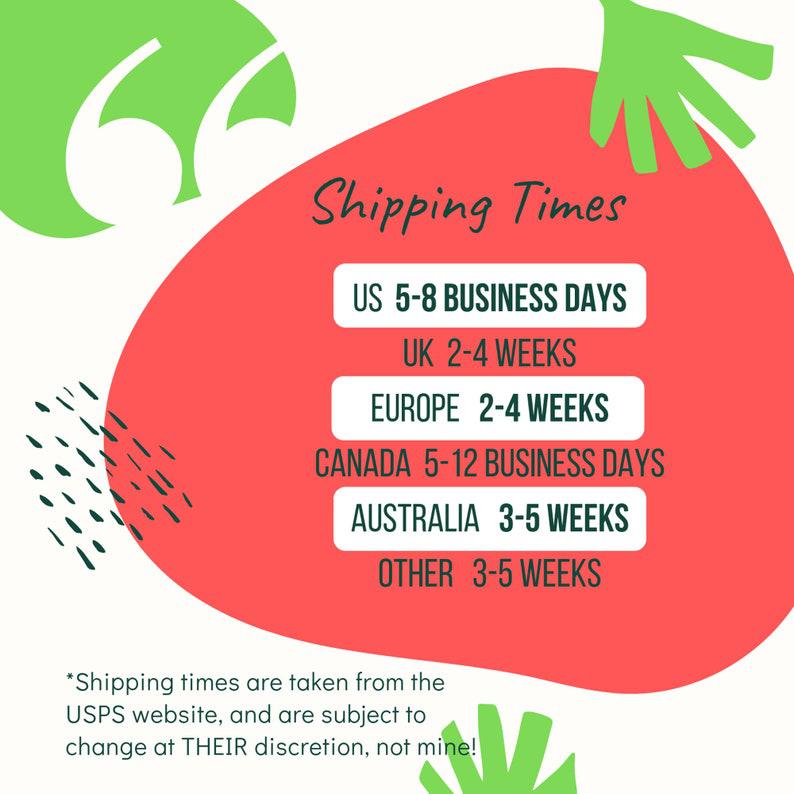 Shipping Times
US 5-8 BUSINESS DAYS
UK 2-4 WEEKS
EUROPE 2-4 WEEKS
CANADA 5-12 BUSINESS DAYS
AUSTRALIA 3-5 WEEKS
OTHER 3-5 WEEKS
*Shipping times are taken from the
USPS website, and are subject to
change at THEIR discretion, not mine!